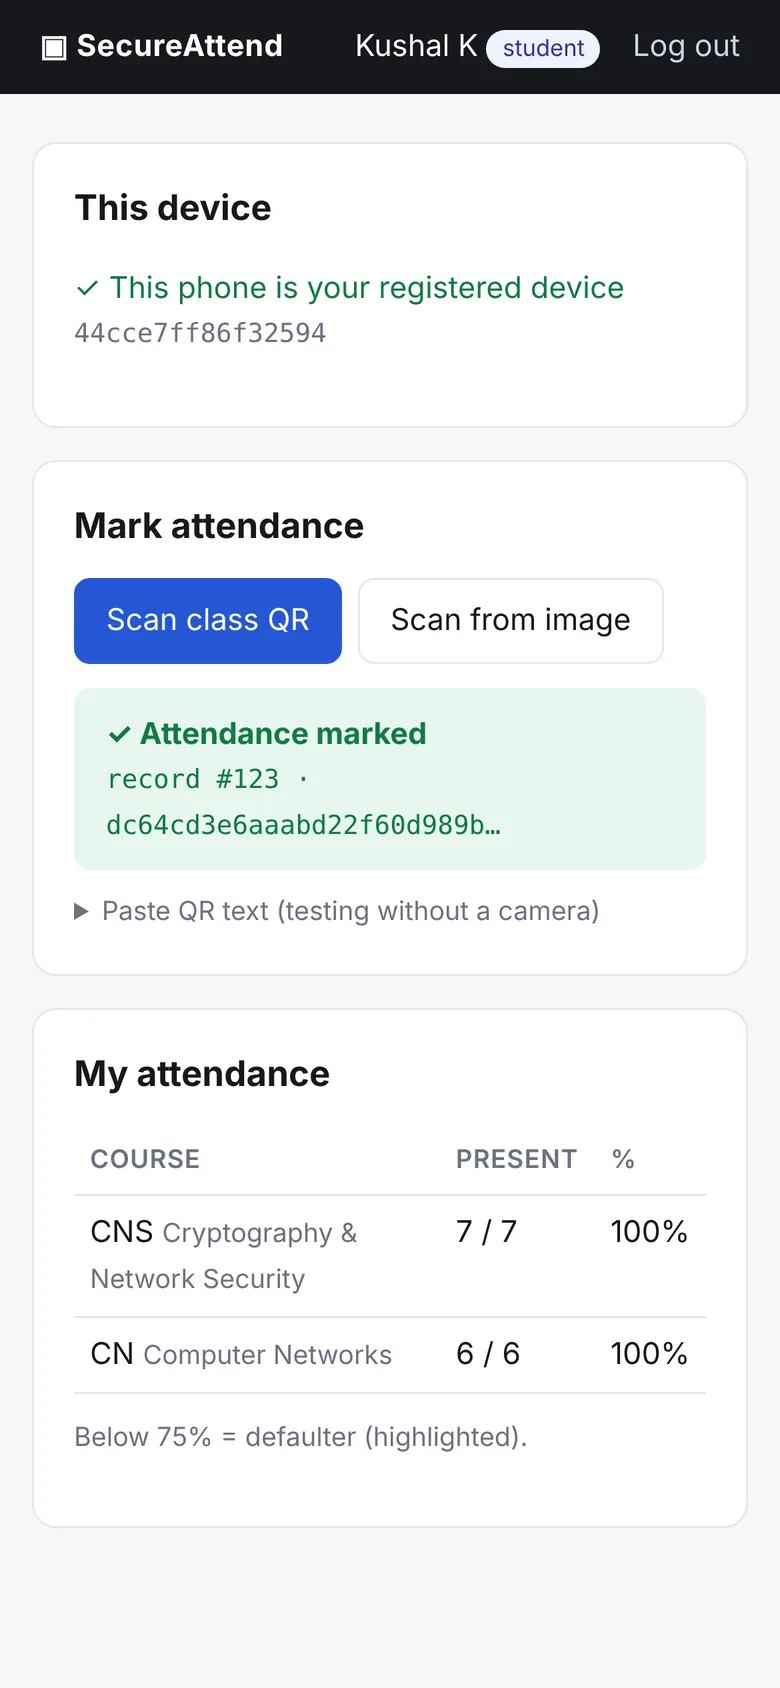 ▣ SecureAttend Kushal K student Log out
This device
✓ This phone is your registered device
44cce7ff86f32594
Mark attendance
Scan class QR Scan from image
✓ Attendance marked
record #123 ·
dc64cd3e6aaabd22f60d989b…
▶ Paste QR text (testing without a camera)
My attendance
COURSE PRESENT %
CNS Cryptography & 7 / 7 100%
Network Security
CN Computer Networks 6 / 6 100%
Below 75% = defaulter (highlighted).